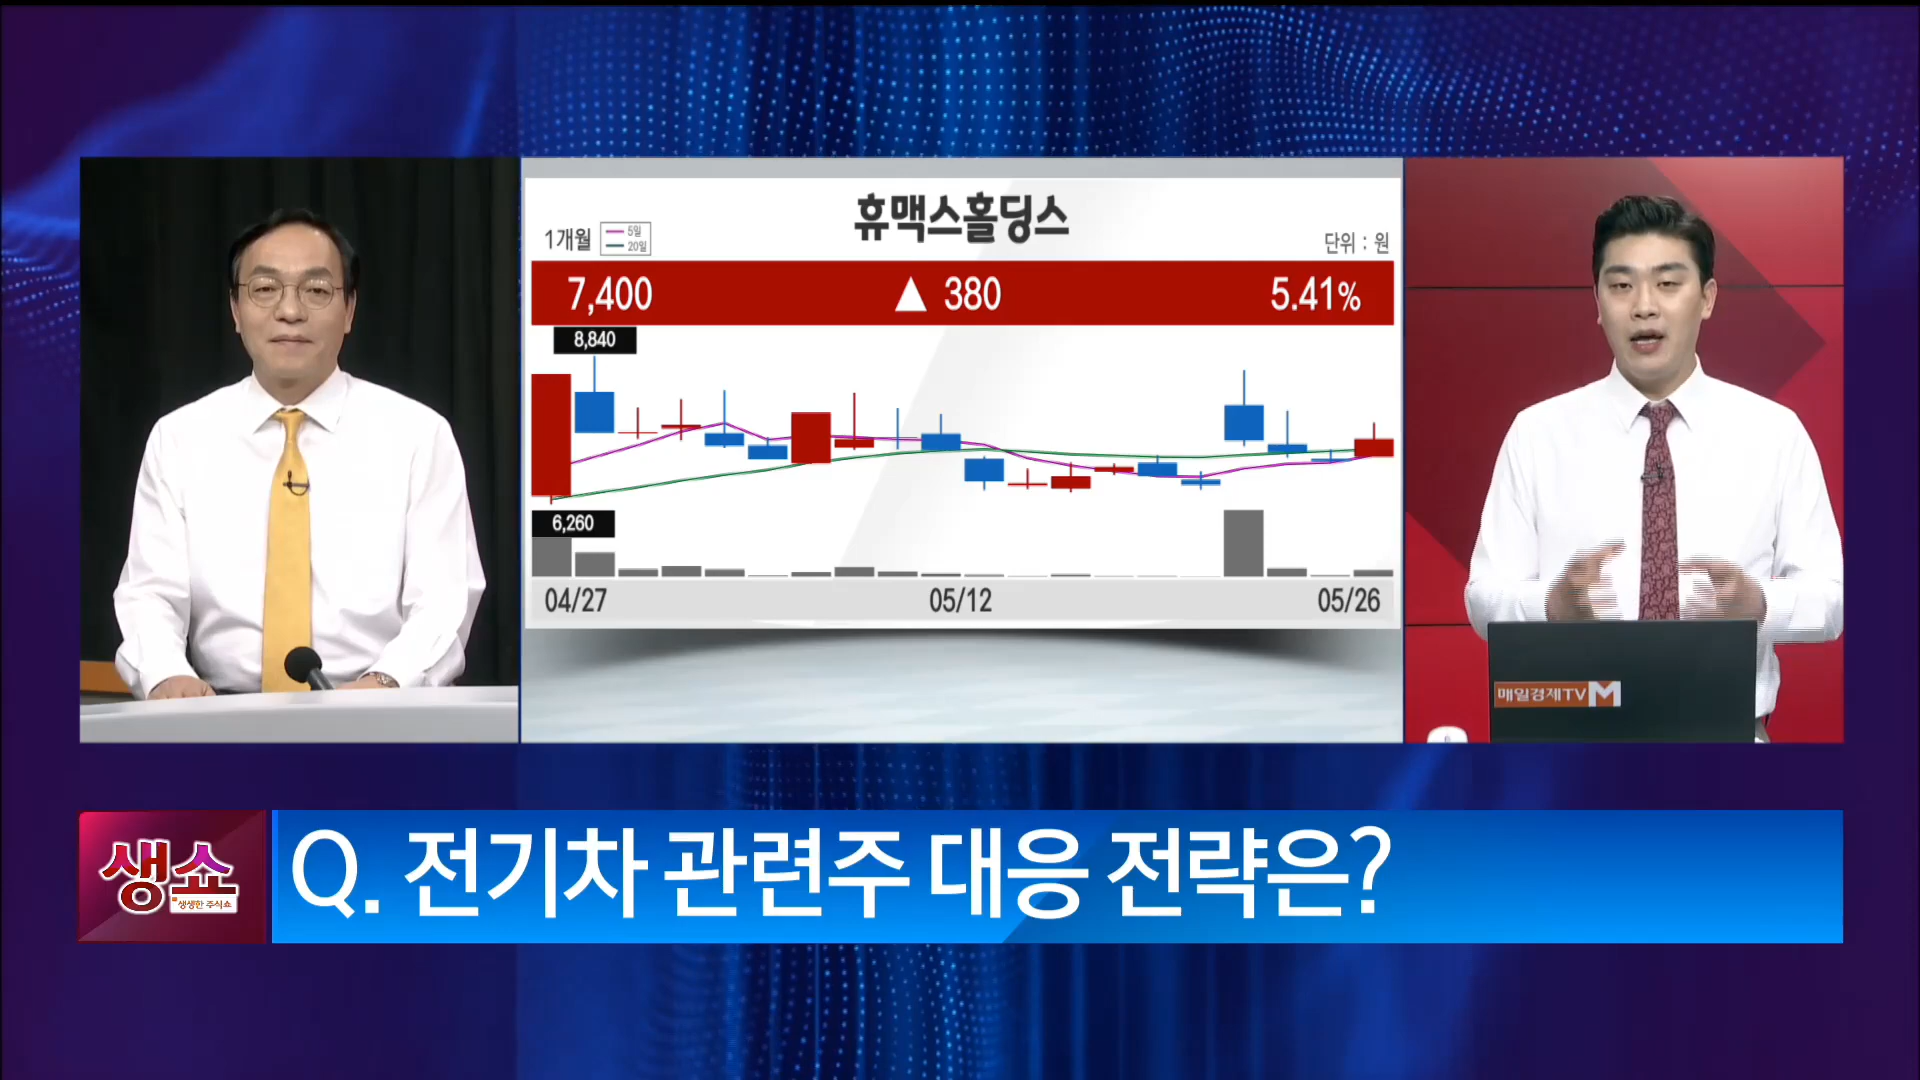 휴맥스홀딩스
1개월
5일
20일
단위 : 원
7,400 ▲ 380 5.41%
8,840
6,260
04/27 05/12 05/26
매일경제TV M
생쇼
생생한 주식쇼
Q. 전기차 관련주 대응 전략은?